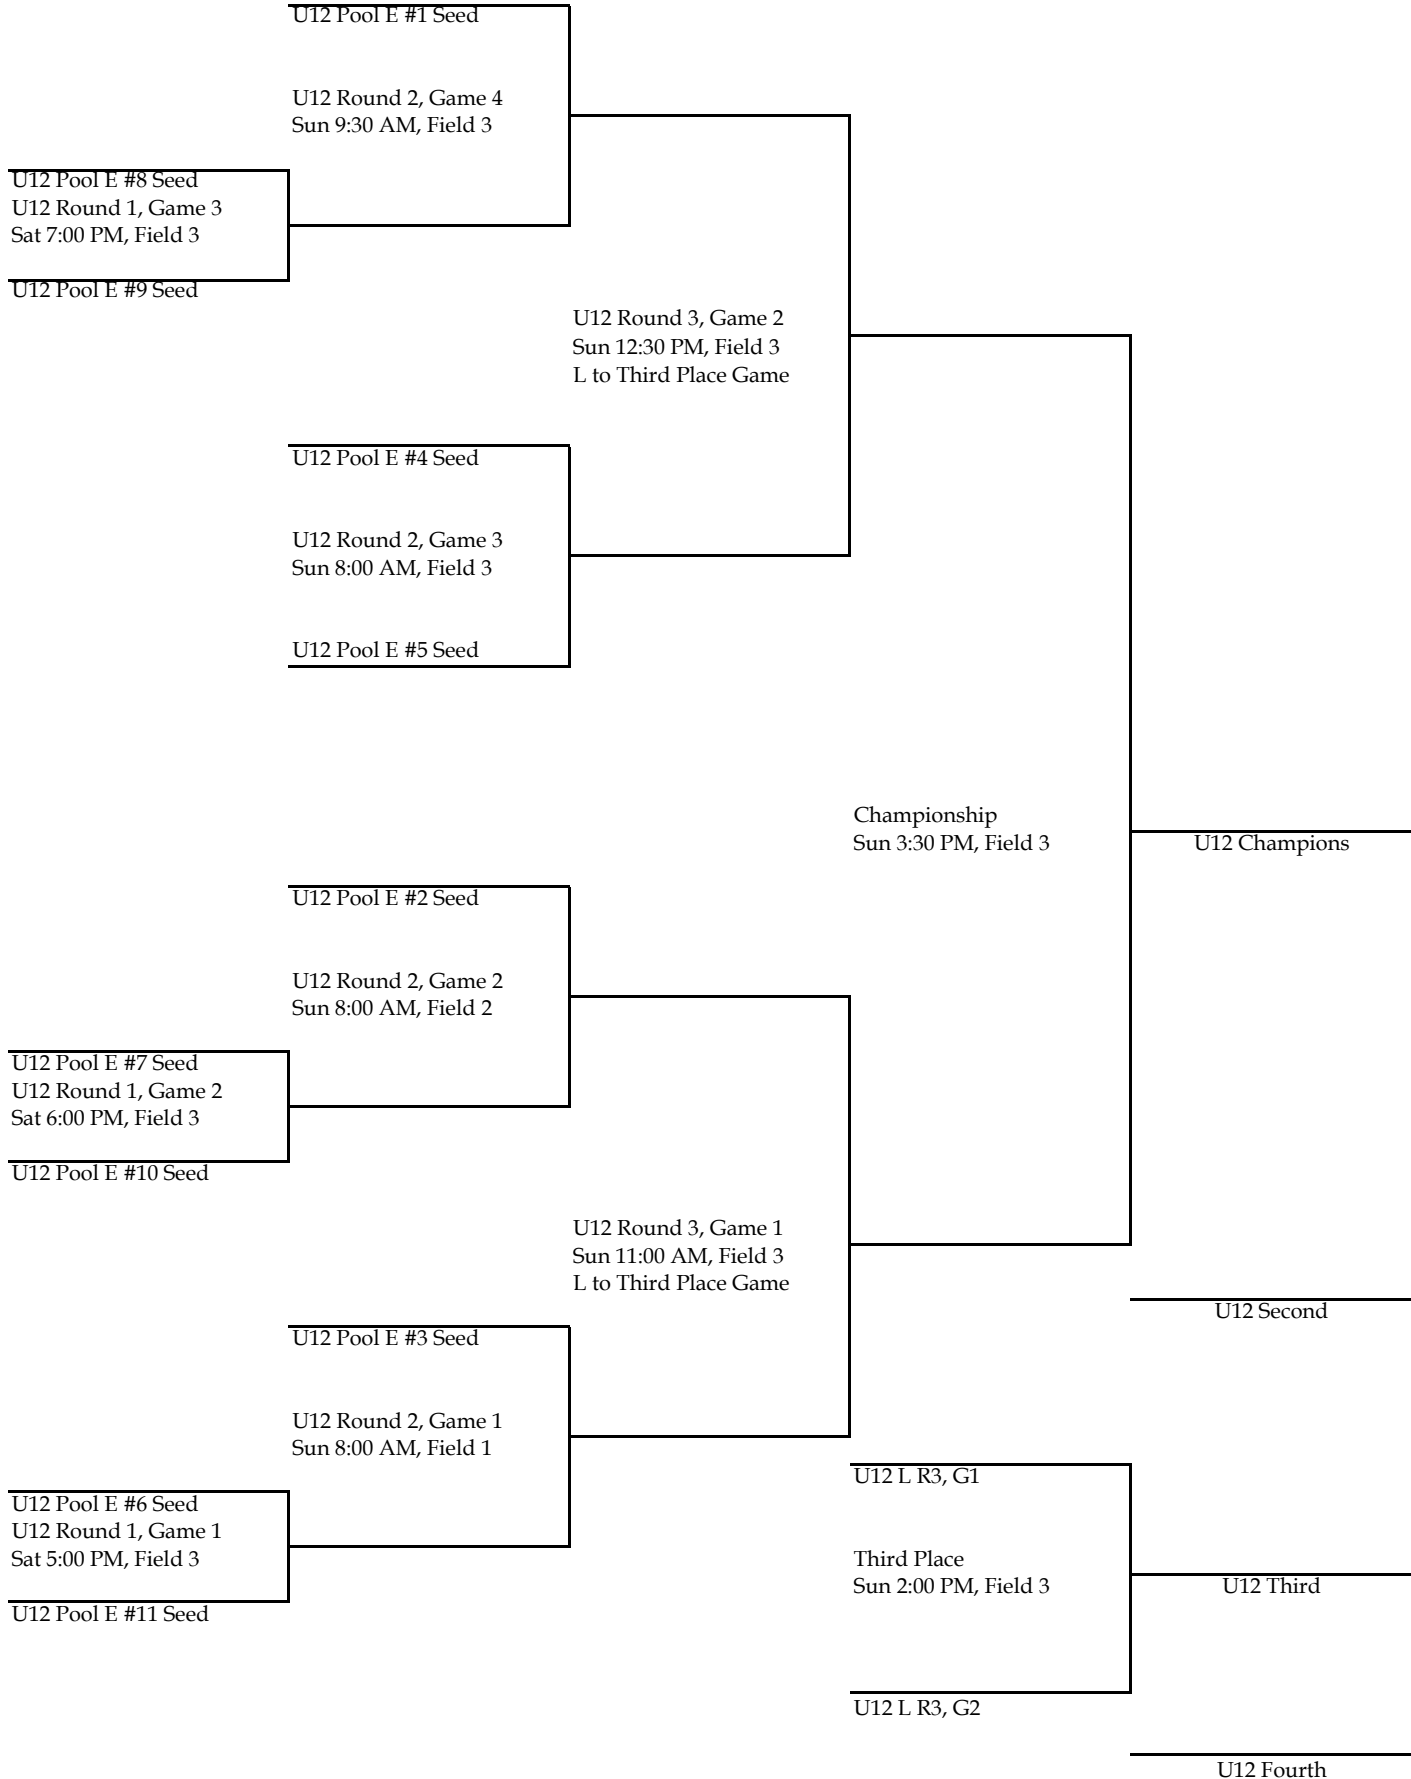 U12 Pool E #1 Seed
U12 Round 2, Game 4
Sun 9:30 AM, Field 3
U12 Pool E #8 Seed
U12 Round 1, Game 3
Sat 7:00 PM, Field 3
U12 Pool E #9 Seed
U12 Round 3, Game 2
Sun 12:30 PM, Field 3
L to Third Place Game
U12 Pool E #4 Seed
U12 Round 2, Game 3
Sun 8:00 AM, Field 3
U12 Pool E #5 Seed
Championship
Sun 3:30 PM, Field 3
U12 Champions
U12 Pool E #2 Seed
U12 Round 2, Game 2
Sun 8:00 AM, Field 2
U12 Pool E #7 Seed
U12 Round 1, Game 2
Sat 6:00 PM, Field 3
U12 Pool E #10 Seed
U12 Round 3, Game 1
Sun 11:00 AM, Field 3
L to Third Place Game
U12 Second
U12 Pool E #3 Seed
U12 Round 2, Game 1
Sun 8:00 AM, Field 1
U12 L R3, G1
U12 Pool E #6 Seed
U12 Round 1, Game 1
Sat 5:00 PM, Field 3
U12 Pool E #11 Seed
Third Place
Sun 2:00 PM, Field 3
U12 Third
U12 L R3, G2
U12 Fourth